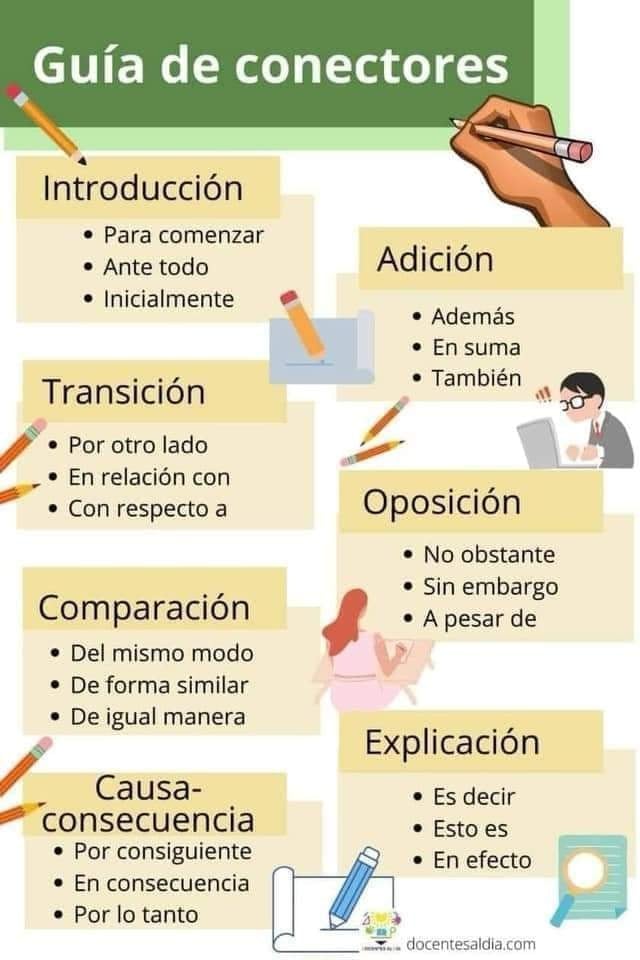 Guía de conectores
Introducción
• Para comenzar
• Ante todo
• Inicialmente
Adición
• Además
• En suma
• También
Transición
• Por otro lado
• En relación con
• Con respecto a
Oposición
• No obstante
• Sin embargo
• A pesar de
Comparación
• Del mismo modo
• De forma similar
• De igual manera
Explicación
• Es decir
• Esto es
• En efecto
Causa-
consecuencia
• Por consiguiente
• En consecuencia
• Por lo tanto
docentesaldia.com